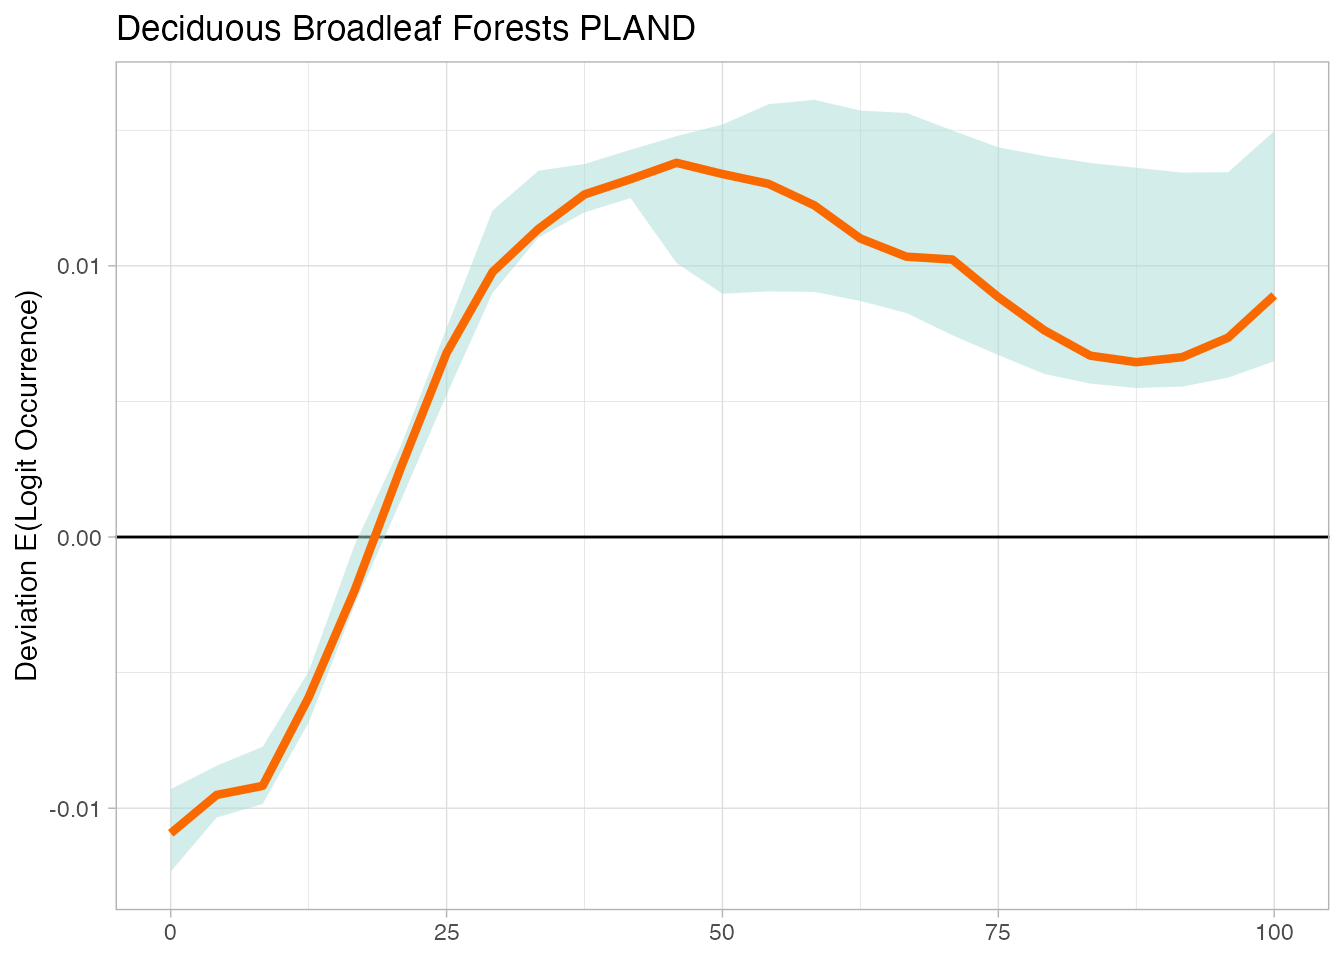 Deciduous Broadleaf Forests PLAND
Deviation E(Logit Occurrence)
0.01
0.00
-0.01
0 25 50 75 100